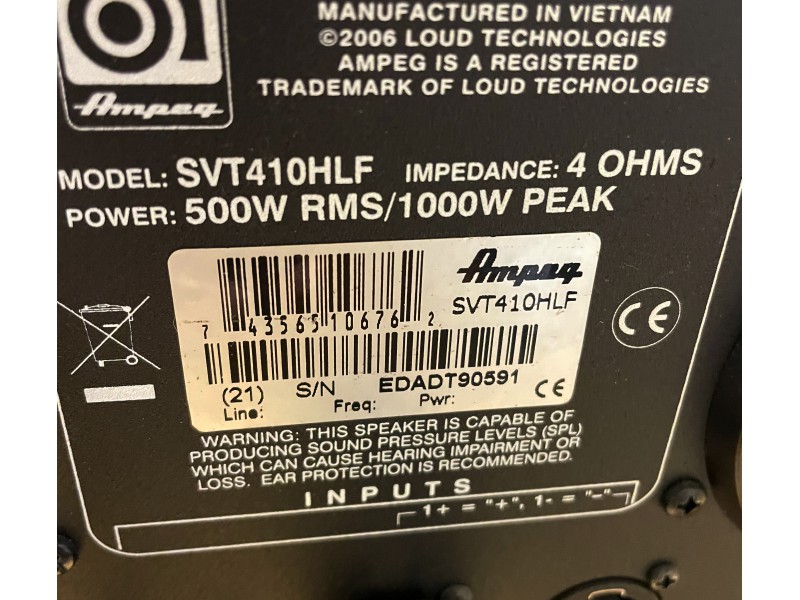 MANUFACTURED IN VIETNAM
©2006 LOUD TECHNOLOGIES
AMPEG IS A REGISTERED
TRADEMARK OF LOUD TECHNOLOGIES
Ampeg
MODEL: SVT410HLF IMPEDANCE: 4 OHMS
POWER: 500W RMS/1000W PEAK
Ampeg
SVT410HLF
7 43565 10676 2
CE
(21) S/N EDADT90591
Line: Freq: Pwr: CE
WARNING: THIS SPEAKER IS CAPABLE OF
PRODUCING SOUND PRESSURE LEVELS (SPL)
WHICH CAN CAUSE HEARING IMPAIRMENT OR
LOSS. EAR PROTECTION IS RECOMMENDED.
INPUTS
1+ = "+", 1- = "-"